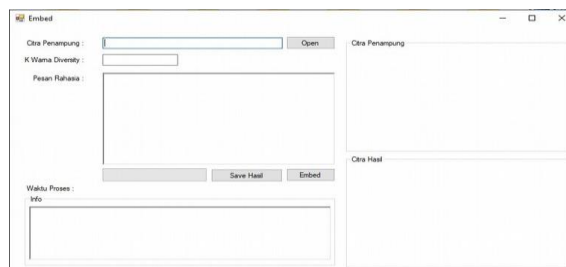 Embed
Citra Penampung :
Open
K Warna Diversity :
Pesan Rahasia :
Save Hasil
Embed
Waktu Proses :
Info
Citra Penampung
Citra Hasil